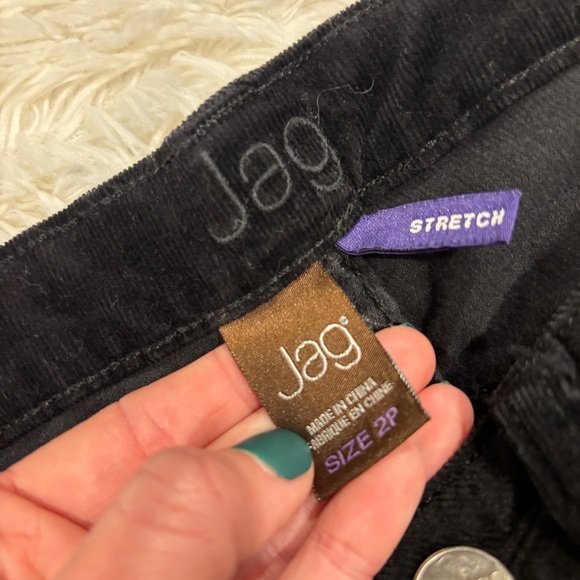 Jag
STRETCH
Jag
MADE IN CHINA
FABRIQUE EN CHINE
SIZE 2P